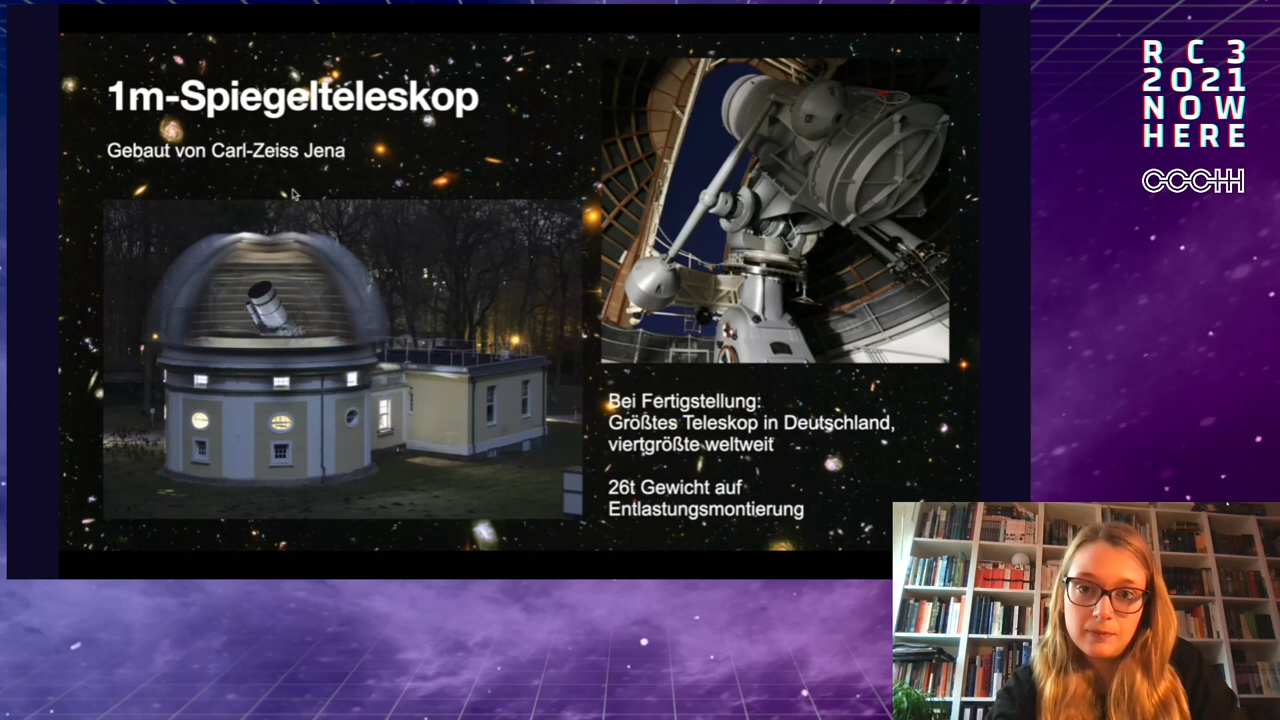 1m-Spiegelteleskop
Gebaut von Carl-Zeiss Jena
Bei Fertigstellung:
Größtes Teleskop in Deutschland,
viertgrößte weltweit
26t Gewicht auf
Entlastungsmontierung
R C 3
2021
NOW
HERE
CCCHH